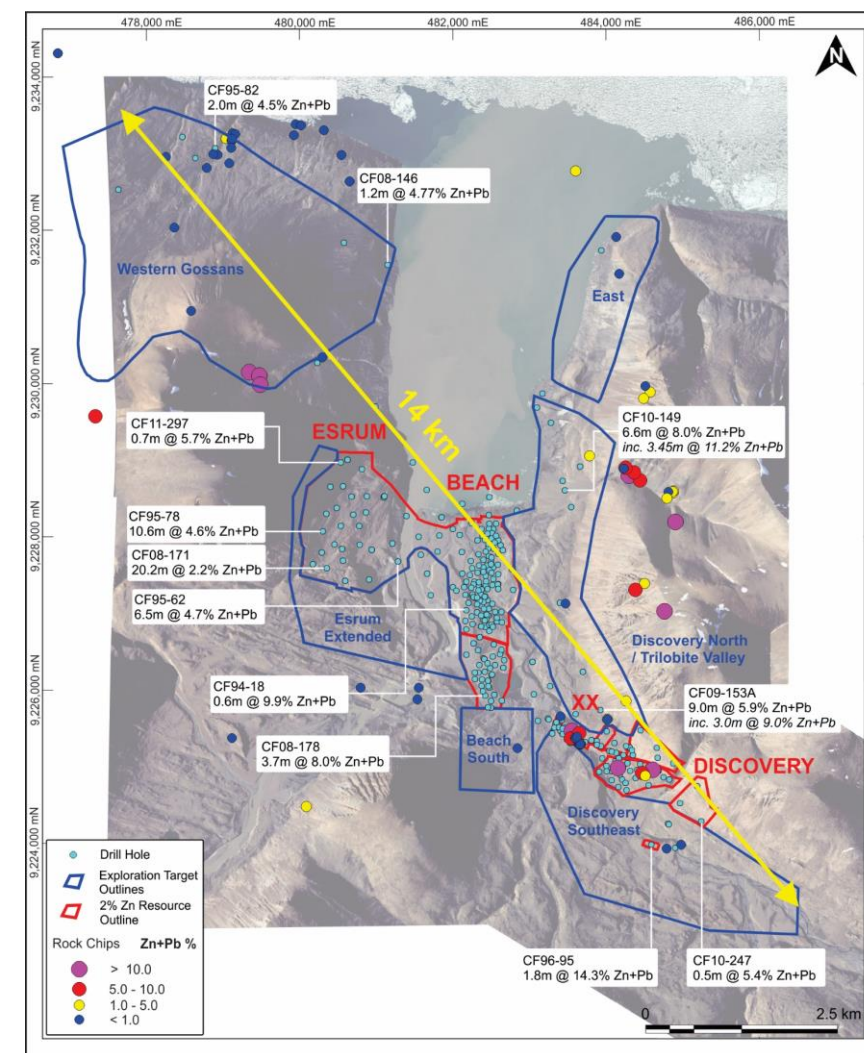 478,000 mE
480,000 mE
482,000 mE
484,000 mE
486,000 mE
9,234,000 mN
9,232,000 mN
9,230,000 mN
9,228,000 mN
9,226,000 mN
9,224,000 mN
N
CF95-82
2.0m @ 4.5% Zn+Pb
CF08-146
1.2m @ 4.77% Zn+Pb
Western Gossans
East
14 km
CF11-297
0.7m @ 5.7% Zn+Pb
ESRUM
BEACH
CF10-149
6.6m @ 8.0% Zn+Pb
inc. 3.45m @ 11.2% Zn+Pb
CF95-78
10.6m @ 4.6% Zn+Pb
CF08-171
20.2m @ 2.2% Zn+Pb
CF95-62
6.5m @ 4.7% Zn+Pb
Esrum
Extended
Discovery North
/ Trilobite Valley
CF94-18
0.6m @ 9.9% Zn+Pb
CF09-153A
9.0m @ 5.9% Zn+Pb
inc. 3.0m @ 9.0% Zn+Pb
XX
CF08-178
3.7m @ 8.0% Zn+Pb
Beach
South
DISCOVERY
Discovery
Southeast
CF96-95
1.8m @ 14.3% Zn+Pb
CF10-247
0.5m @ 5.4% Zn+Pb
Drill Hole
Exploration Target
Outlines
2% Zn Resource
Outline
Rock Chips Zn+Pb %
> 10.0
5.0 - 10.0
1.0 - 5.0
< 1.0
0 2.5 km